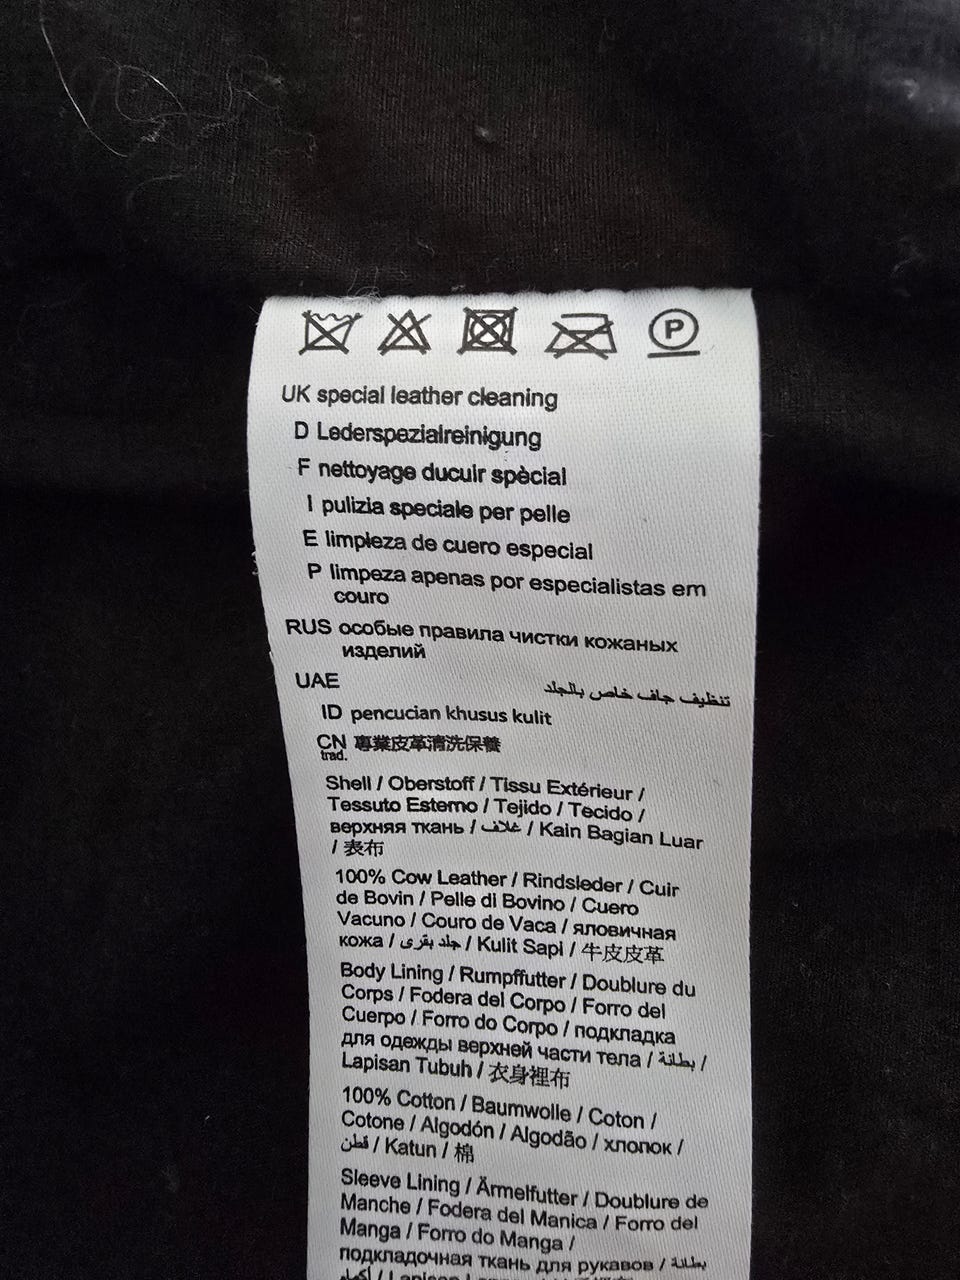 P
UK special leather cleaning
D Lederspezialreinigung
F nettoyage ducuir spècial
I pulizia speciale per pelle
E limpieza de cuero especial
P limpeza apenas por especialistas em
couro
RUS особые правила чистки кожаных
изделий
UAE تنظيف جاف خاص بالجلد
ID pencucian khusus kulit
CN 專業皮革清洗保養
trad.
Shell / Oberstoff / Tissu Extérieur /
Tessuto Esterno / Tejido / Tecido /
верхняя ткань / غلاف / Kain Bagian Luar
/ 表布
100% Cow Leather / Rindsleder / Cuir
de Bovin / Pelle di Bovino / Cuero
Vacuno / Couro de Vaca / яловичная
кожа / جلد بقرى / Kulit Sapi / 牛皮皮革
Body Lining / Rumpffutter / Doublure du
Corps / Fodera del Corpo / Forro del
Cuerpo / Forro do Corpo / подкладка
для одежды верхней части тела / بطانة /
Lapisan Tubuh / 衣身裡布
100% Cotton / Baumwolle / Coton /
Cotone / Algodón / Algodão / хлопок /
قطن / Katun / 棉
Sleeve Lining / Ärmelfutter / Doublure de
Manche / Fodera del Manica / Forro del
Manga / Forro do Manga /
подкладочная ткань для рукавов / بطانة